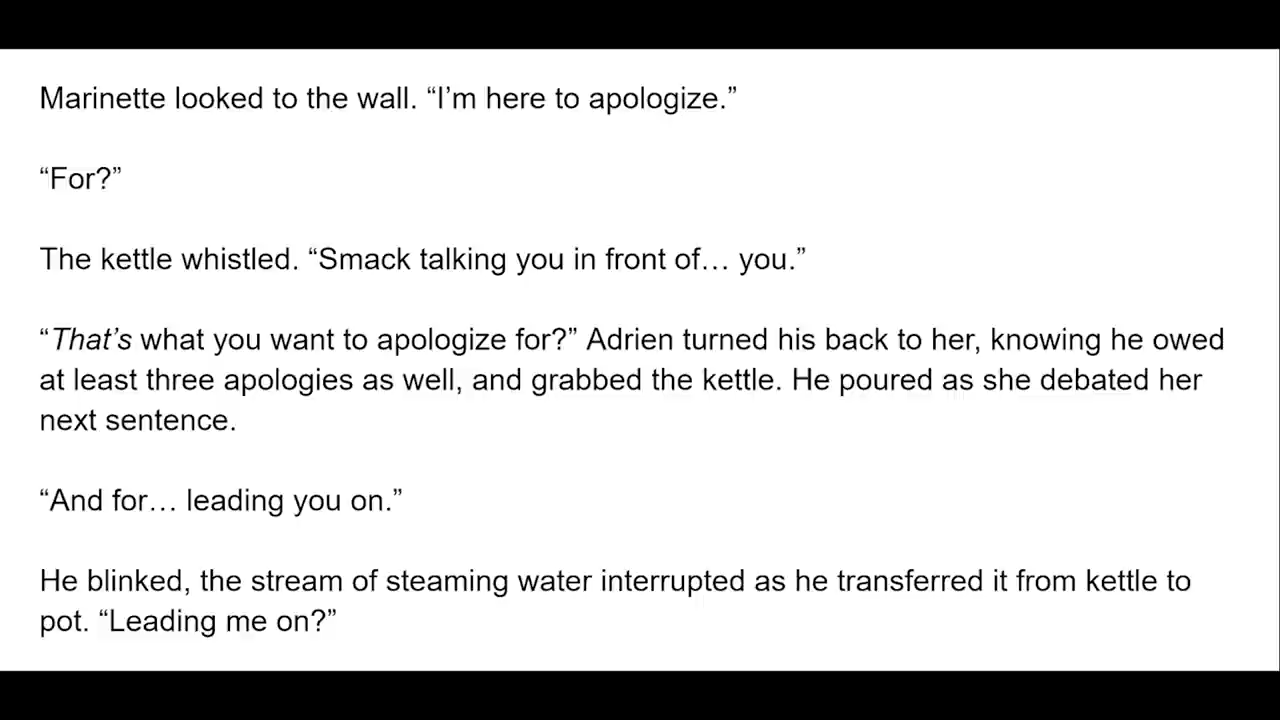 Marinette looked to the wall. “I’m here to apologize.”
“For?”
The kettle whistled. “Smack talking you in front of… you.”
“That’s what you want to apologize for?” Adrien turned his back to her, knowing he owed
at least three apologies as well, and grabbed the kettle. He poured as she debated her
next sentence.
“And for… leading you on.”
He blinked, the stream of steaming water interrupted as he transferred it from kettle to
pot. “Leading me on?”